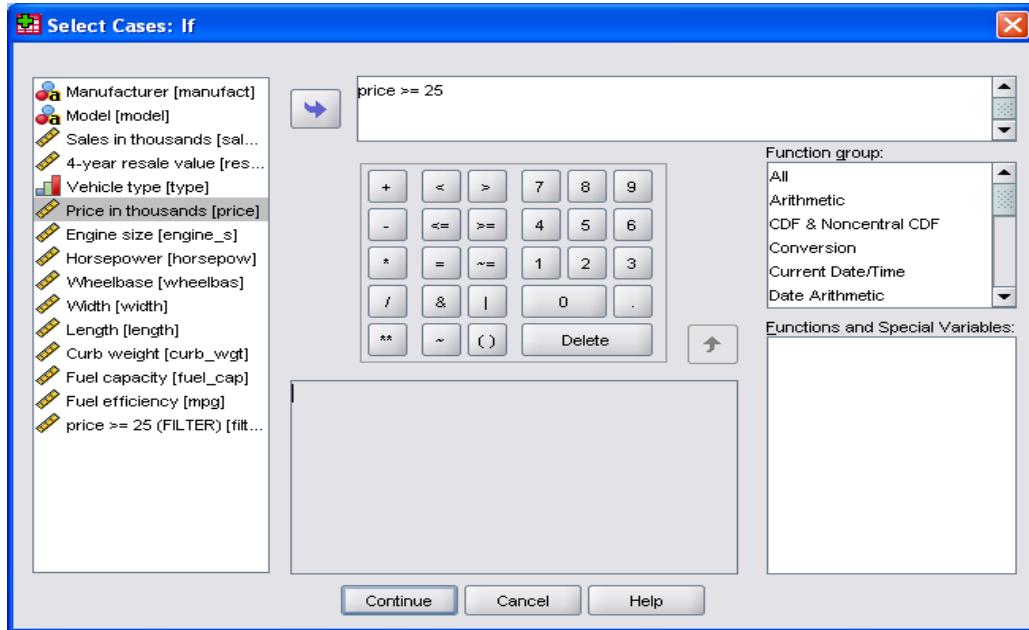 Select Cases: If
Manufacturer [manufact]
Model [model]
Sales in thousands [sal...
4-year resale value [res...
Vehicle type [type]
Price in thousands [price]
Engine size [engine_s]
Horsepower [horsepow]
Wheelbase [wheelbas]
Width [width]
Length [length]
Curb weight [curb_wgt]
Fuel capacity [fuel_cap]
Fuel efficiency [mpg]
price >= 25 (FILTER) [filt...
price >= 25
+ < > 7 8 9
- <= >= 4 5 6
* = ~= 1 2 3
/ & | 0 .
** ~ ( ) Delete
Function group:
All
Arithmetic
CDF & Noncentral CDF
Conversion
Current Date/Time
Date Arithmetic
Functions and Special Variables:
Continue Cancel Help